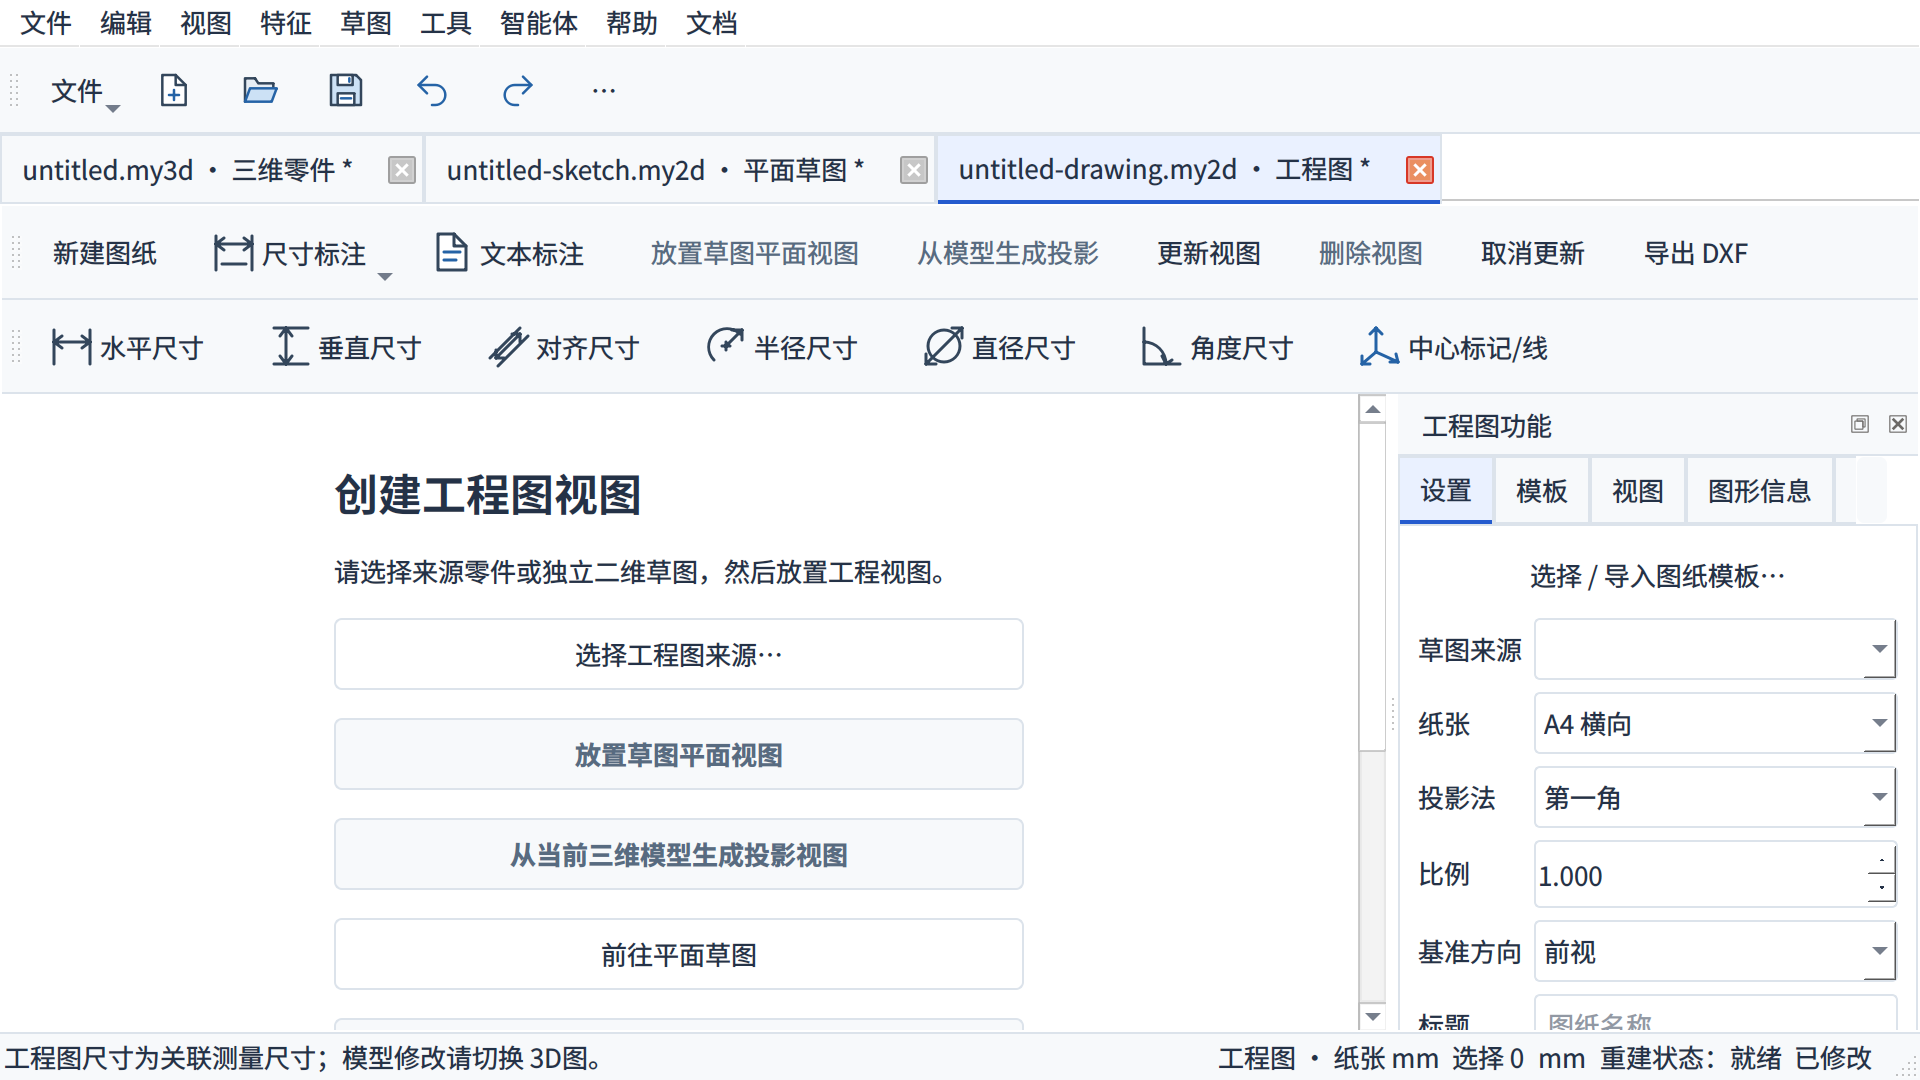 文件 编辑 视图 特征 草图 工具 智能体 帮助 文档
文件 ···
untitled.my3d · 三维零件 * untitled-sketch.my2d · 平面草图 * untitled-drawing.my2d · 工程图 *
新建图纸 尺寸标注 文本标注 放置草图平面视图 从模型生成投影 更新视图 删除视图 取消更新 导出 DXF
水平尺寸 垂直尺寸 对齐尺寸 半径尺寸 直径尺寸 角度尺寸 中心标记/线
创建工程图视图
请选择来源零件或独立二维草图，然后放置工程视图。
选择工程图来源…
放置草图平面视图
从当前三维模型生成投影视图
前往平面草图
工程图功能
设置 模板 视图 图形信息
选择 / 导入图纸模板…
草图来源
纸张 A4 横向
投影法 第一角
比例 1.000
基准方向 前视
标题 图纸名称
工程图尺寸为关联测量尺寸；模型修改请切换 3D图。
工程图 · 纸张 mm 选择 0 mm 重建状态：就绪 已修改